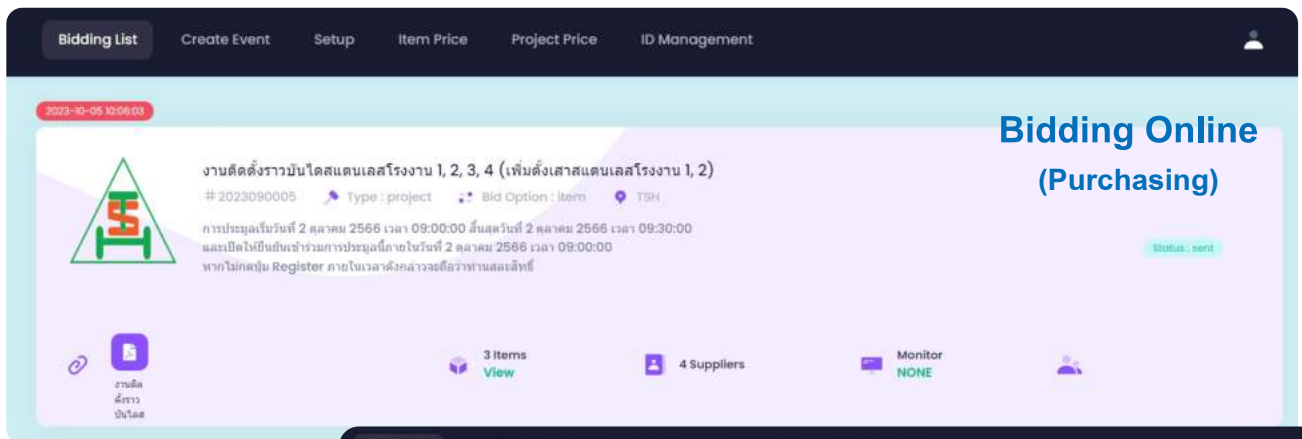 Bidding List Create Event Setup Item Price Project Price ID Management
2023-10-05 10:06:03
Bidding Online
(Purchasing)
งานติดตั้งราวบันไดสแตนเลสโรงงาน 1, 2, 3, 4 (เพิ่มตั้งเสาสแตนเลสโรงงาน 1, 2)
#2023090005 Type : project Bid Option : item TSH
การประมูลเริ่มวันที่ 2 ตุลาคม 2566 เวลา 09:00:00 สิ้นสุดวันที่ 2 ตุลาคม 2566 เวลา 09:30:00
และเปิดให้ยืนยันเข้าร่วมการประมูลนี้ภายในวันที่ 2 ตุลาคม 2566 เวลา 09:00:00
หากไม่กดปุ่ม Register ภายในเวลาดังกล่าวจะถือว่าท่านสละสิทธิ์
Status : sent
3 Items
View
4 Suppliers
Monitor
NONE
งานติด
ตั้งราว
บันไดส